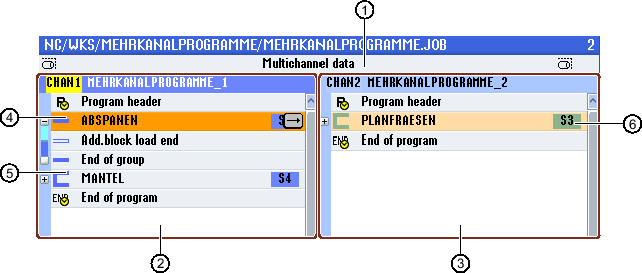 1
NC/WKS/MEHRKANALPROGRAMME/MEHRKANALPROGRAMME.JOB 2
Multichannel data
CHAN1 MEHRKANALPROGRAMME_1
Program header
4 ABSPANEN
Add.block load end
End of group
5 MANTEL S4
END End of program
2
CHAN2 MEHRKANALPROGRAMME_2
P Program header
PLANFRAESEN S3 6
END End of program
3